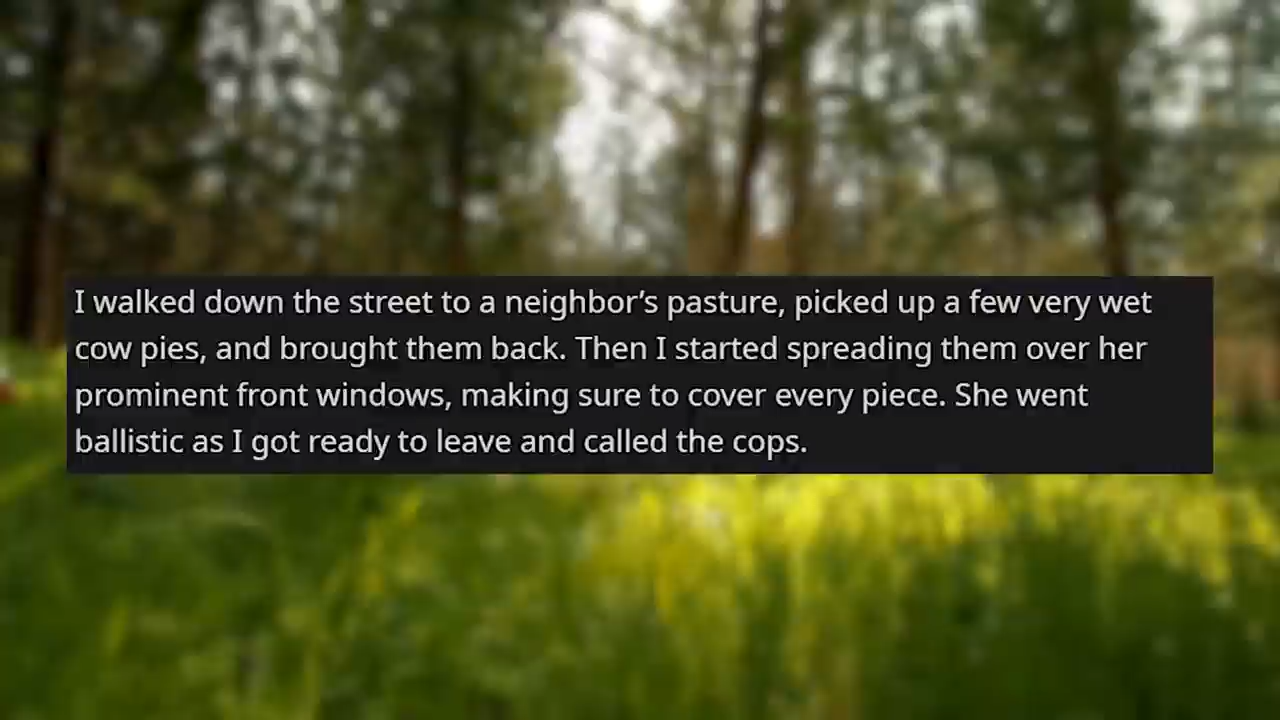 I walked down the street to a neighbor’s pasture, picked up a few very wet
cow pies, and brought them back. Then I started spreading them over her
prominent front windows, making sure to cover every piece. She went
ballistic as I got ready to leave and called the cops.